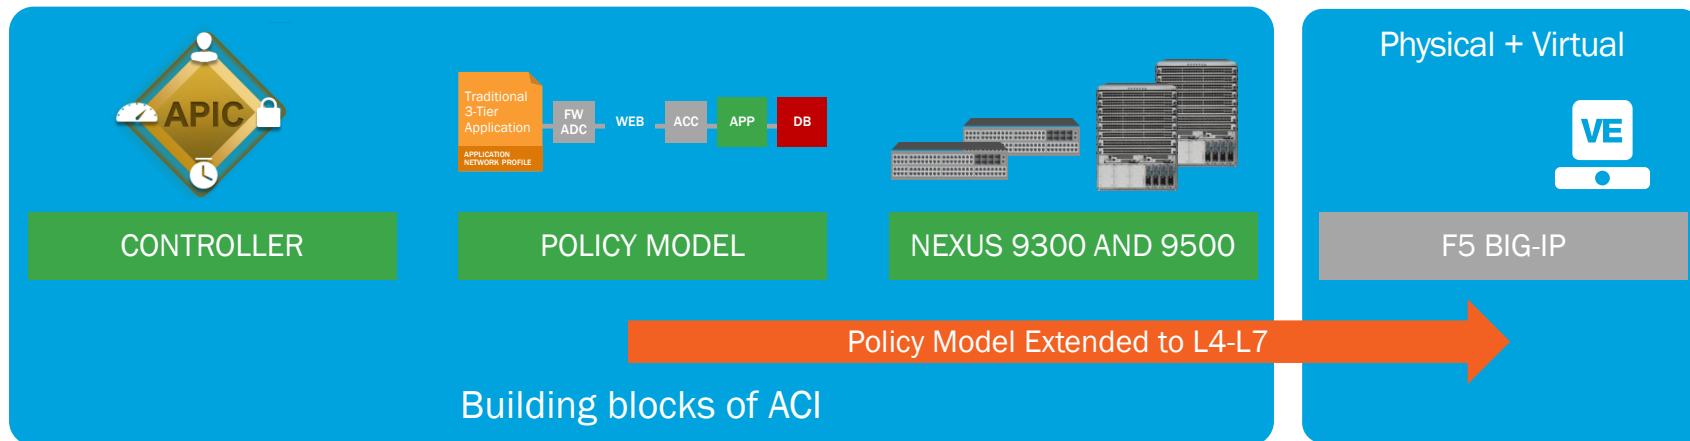 APIC
Traditional
3-Tier
Application
APPLICATION
NETWORK PROFILE
FW
ADC
WEB
ACC
APP
DB
Physical + Virtual
VE
CONTROLLER
POLICY MODEL
NEXUS 9300 AND 9500
F5 BIG-IP
Policy Model Extended to L4-L7
Building blocks of ACI